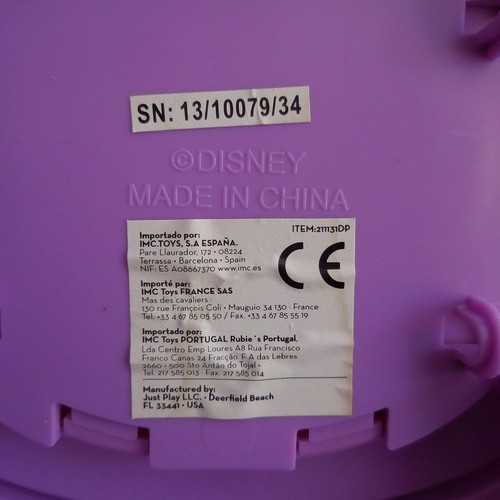 SN: 13/10079/34
©DISNEY
MADE IN CHINA
ITEM:211131DP
Importado por:
IMC.TOYS, S.A ESPAÑA.
Pare Llaurador, 172 • 08224
Terrassa • Barcelona • Spain
NIF: ES A08667370 www.imc.es
CE
Importé par:
IMC Toys FRANCE SAS
Mas des cavaliers •
130 rue François Coli • Mauguio 34 130 • France
Tel. +33 4 67 85 05 50 / Fax. +33 4 67 85 55 19
Importado por:
IMC Toys PORTUGAL Rubie´s Portugal.
Lda Centro Emp Loures A8 Rua Francisco
Franco Canas 24 Fracção F A das Lebres
2660 • 500 Sto Antão do Tojal •
Tel: 217 585 013 • Fax: 217 585 014
Manufactured by:
Just Play LLC. • Deerfield Beach
FL 33441 • USA